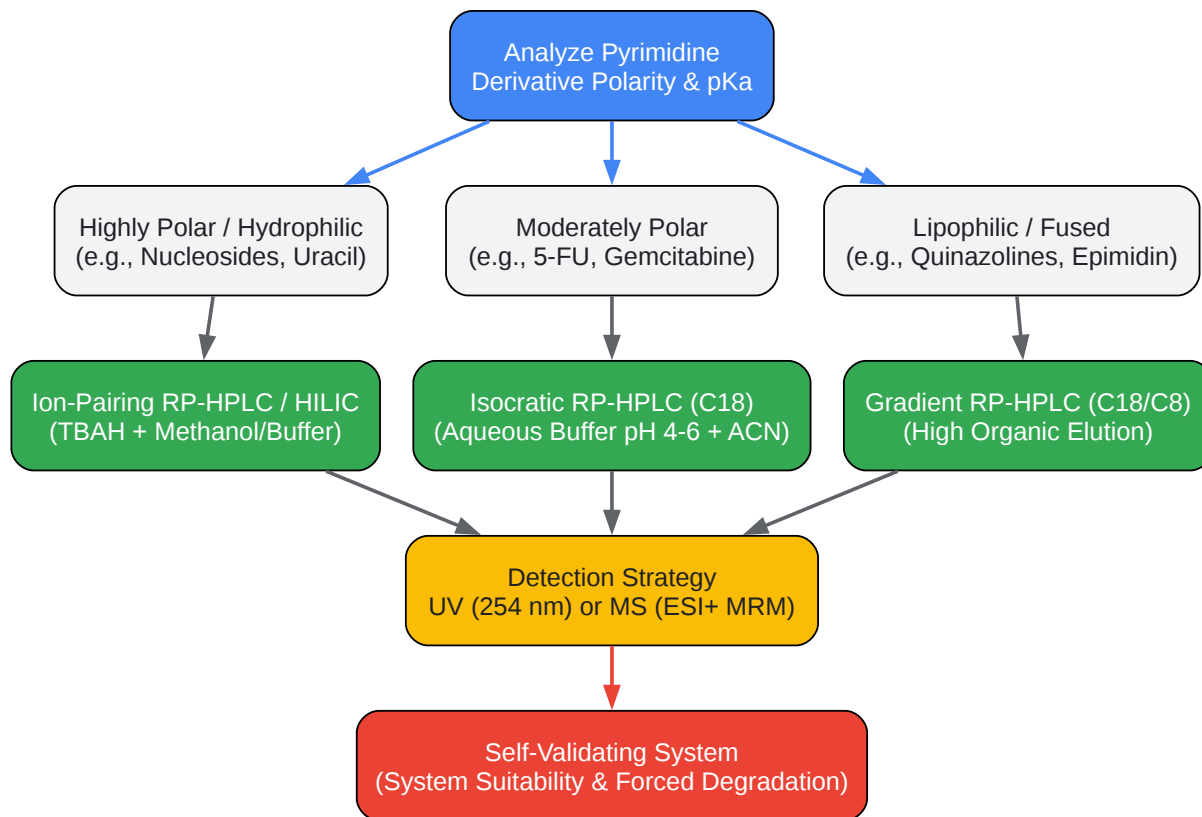 Analyze Pyrimidine
Derivative Polarity & pKa
Highly Polar / Hydrophilic
(e.g., Nucleosides, Uracil)
Moderately Polar
(e.g., 5-FU, Gemcitabine)
Lipophilic / Fused
(e.g., Quinazolines, Epimidin)
Ion-Pairing RP-HPLC / HILIC
(TBAH + Methanol/Buffer)
Isocratic RP-HPLC (C18)
(Aqueous Buffer pH 4-6 + ACN)
Gradient RP-HPLC (C18/C8)
(High Organic Elution)
Detection Strategy
UV (254 nm) or MS (ESI+ MRM)
Self-Validating System
(System Suitability & Forced Degradation)